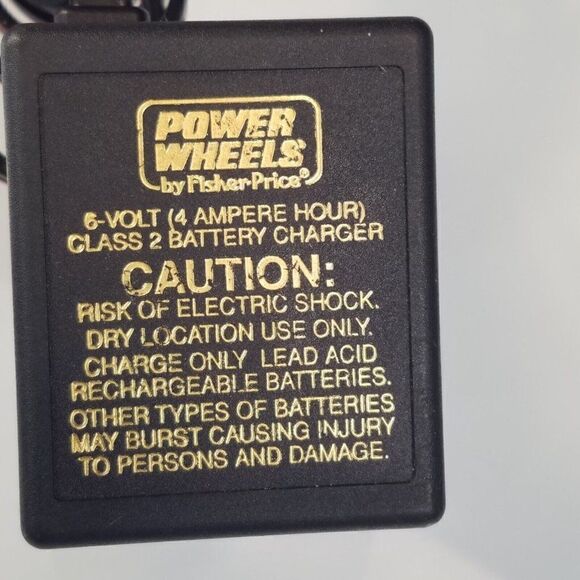 POWER
WHEELS®
by Fisher-Price®
6-VOLT (4 AMPERE HOUR)
CLASS 2 BATTERY CHARGER
CAUTION:
RISK OF ELECTRIC SHOCK.
DRY LOCATION USE ONLY.
CHARGE ONLY LEAD ACID
RECHARGEABLE BATTERIES.
OTHER TYPES OF BATTERIES
MAY BURST CAUSING INJURY
TO PERSONS AND DAMAGE.